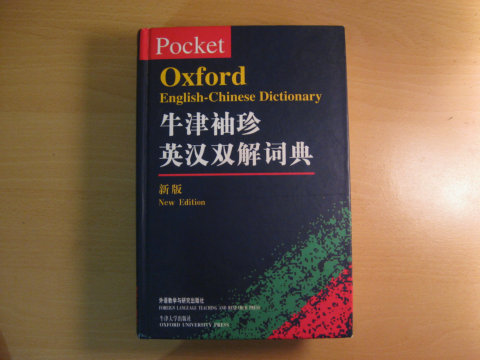 Pocket
Oxford
English-Chinese Dictionary
牛津袖珍
英汉双解词典
新版
New Edition
外语教学与研究出版社
FOREIGN LANGUAGE TEACHING AND RESEARCH PRESS
牛津大学出版社
OXFORD UNIVERSITY PRESS